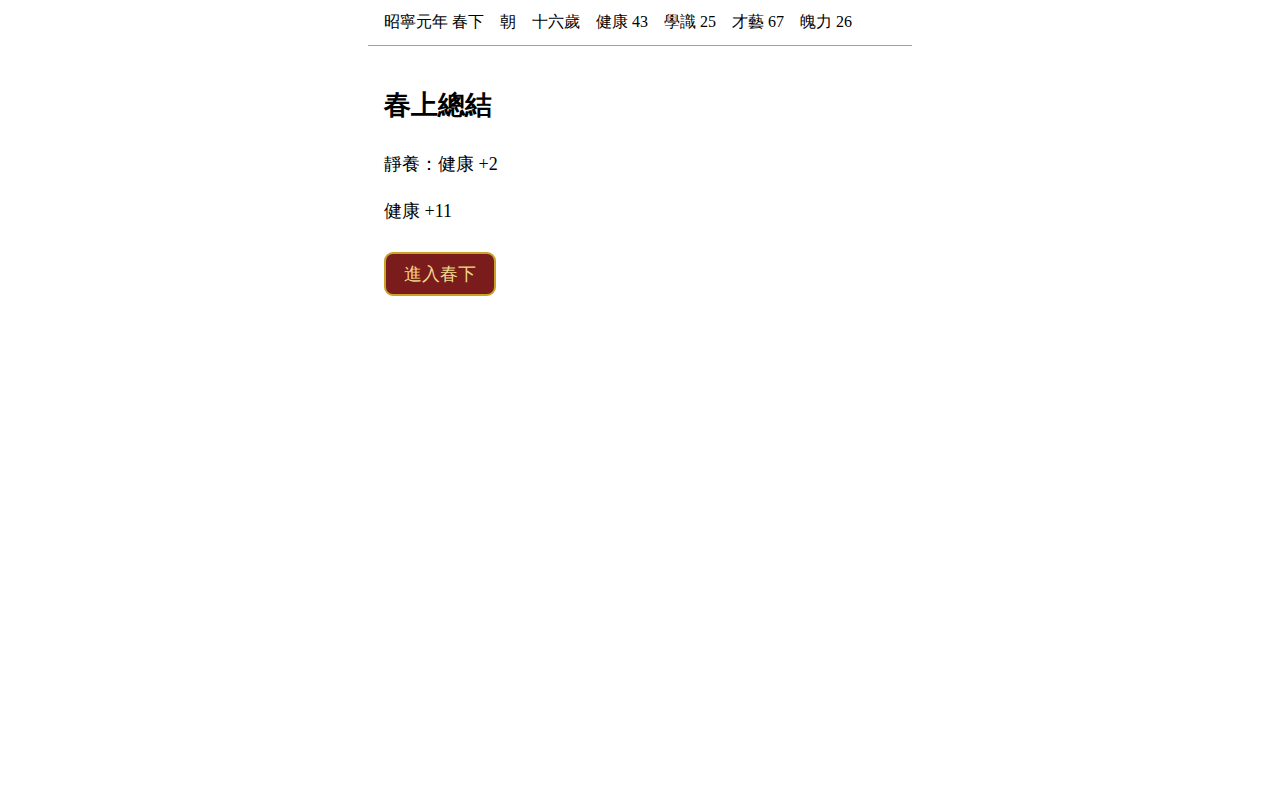 昭寧元年 春下　朝　十六歲　健康 43　學識 25　才藝 67　魄力 26
春上總結
靜養：健康 +2
健康 +11
進入春下